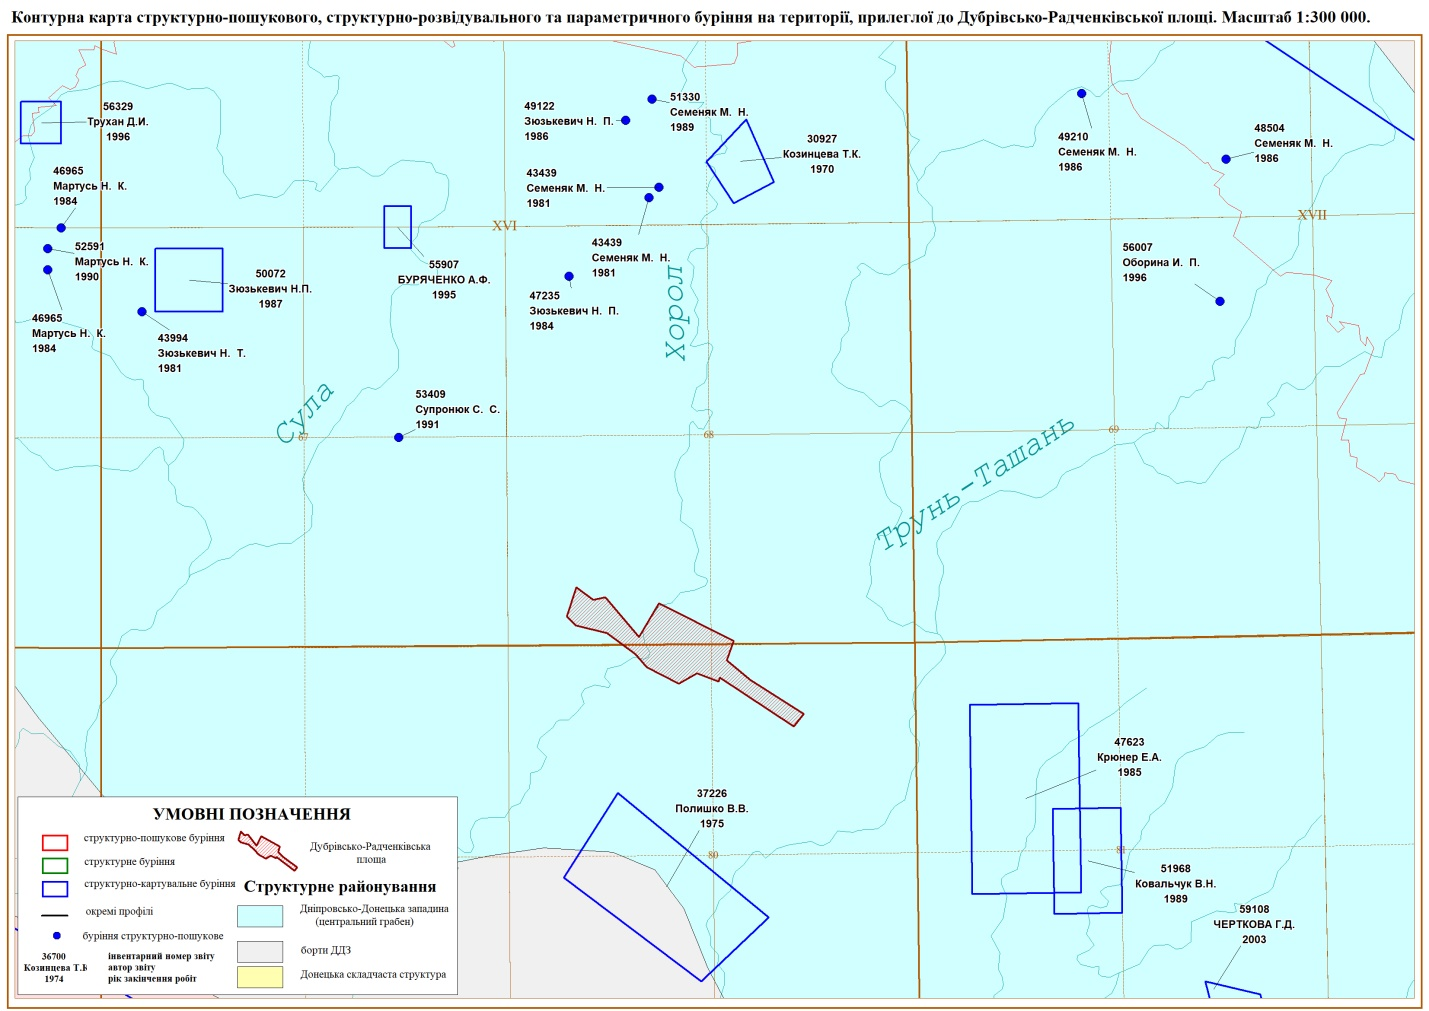 Контурна карта структурно-пошукового, структурно-розвідувального та параметричного буріння на території, прилеглої до Дубрівсько-Радченківської площі. Масштаб 1:300 000.
56329
Трухан Д.И.
1996
46965
Мартусь Н. К.
1984
52591
Мартусь Н. К.
1990
46965
Мартусь Н. К.
1984
50072
Зюзькевич Н.П.
1987
43994
Зюзькевич Н. Т.
1981
55907
БУРЯЧЕНКО А.Ф.
1995
53409
Супронюк С. С.
1991
49122
Зюзькевич Н. П.
1986
51330
Семеняк М. Н.
1989
43439
Семеняк М. Н.
1981
43439
Семеняк М. Н.
1981
47235
Зюзькевич Н. П.
1984
30927
Козинцева Т.К.
1970
49210
Семеняк М. Н.
1986
48504
Семеняк М. Н.
1986
56007
Оборина И. П.
1996
XVI
XVII
Сула
Хорол
Трунь-Ташань
67
68
69
80
81
47623
Крюнер Е.А.
1985
37226
Полишко В.В.
1975
51968
Ковальчук В.Н.
1989
59108
ЧЕРТКОВА Г.Д.
2003
УМОВНІ ПОЗНАЧЕННЯ
структурно-пошукове буріння
структурне буріння
структурно-картувальне буріння
окремі профілі
буріння структурно-пошукове
36700
Козинцева Т.К
1974
інвентарний номер звіту
автор звіту
рік закінчення робіт
Дубрівсько-Радченківська
площа
Структурне районування
Дніпровсько-Донецька западина
(центральний грабен)
борти ДДЗ
Донецька складчаста структура